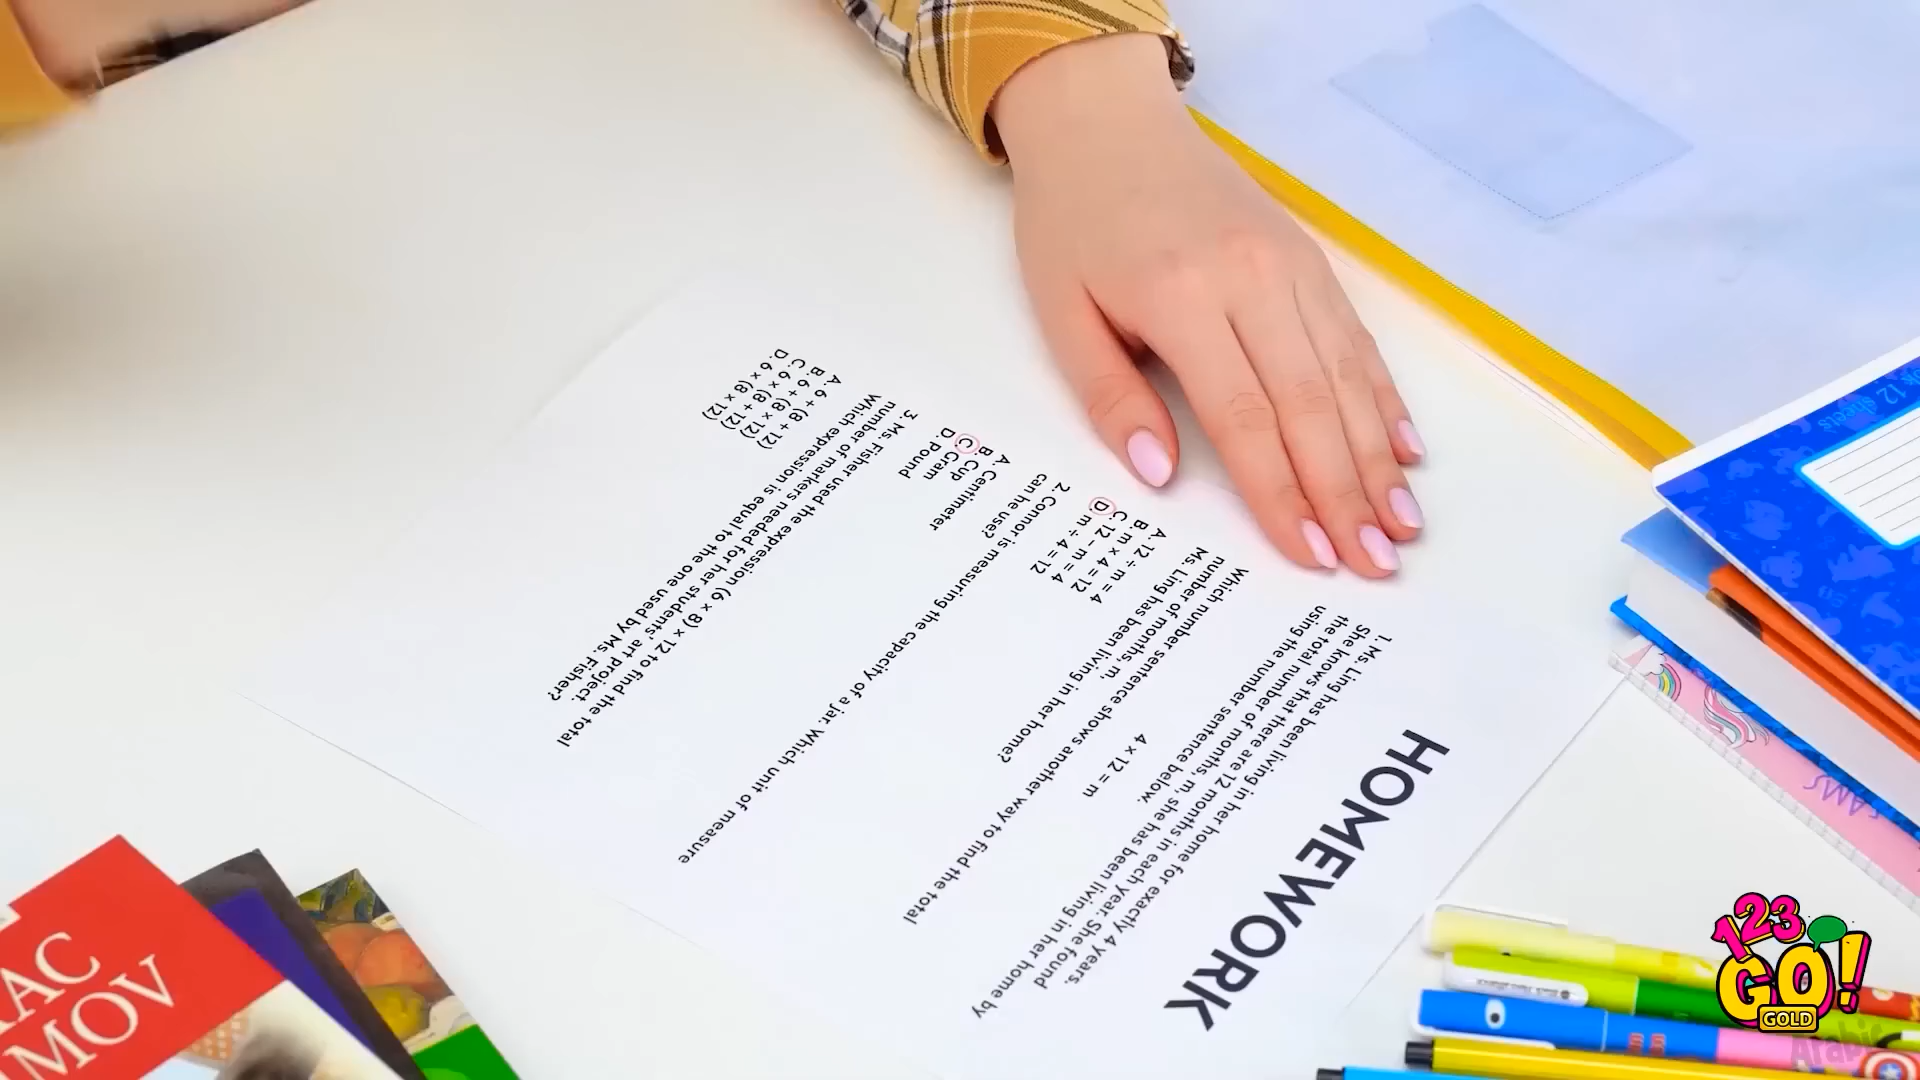 HOMEWORK
1. Ms. Ling has been living in her home for exactly 4 years.
She knows that there are 12 months in each year. She found
the total number of months, m, she has been living in her home by
using the number sentence below.
4 × 12 = m
Which number sentence shows another way to find the total
number of months, m,
Ms. Ling has been living in her home?
A. 12 ÷ m = 4
B. m × 4 = 12
C. 12 − m = 4
D. m ÷ 4 = 12
2. Connor is measuring the capacity of a jar. Which unit of measure
can he use?
A. Centimeter
B. Cup
C. Gram
D. Pound
3. Ms. Fisher used the expression (6 × 8) × 12 to find the total
number of markers needed for her students' art project.
Which expression is equal to the one used by Ms. Fisher?
A. 6 + (8 + 12)
B. 6 + (8 × 12)
C. 6 × (8 + 12)
D. 6 × (8 × 12)
12 sheets
AC
MOV
123
GO!
GOLD
Arabic